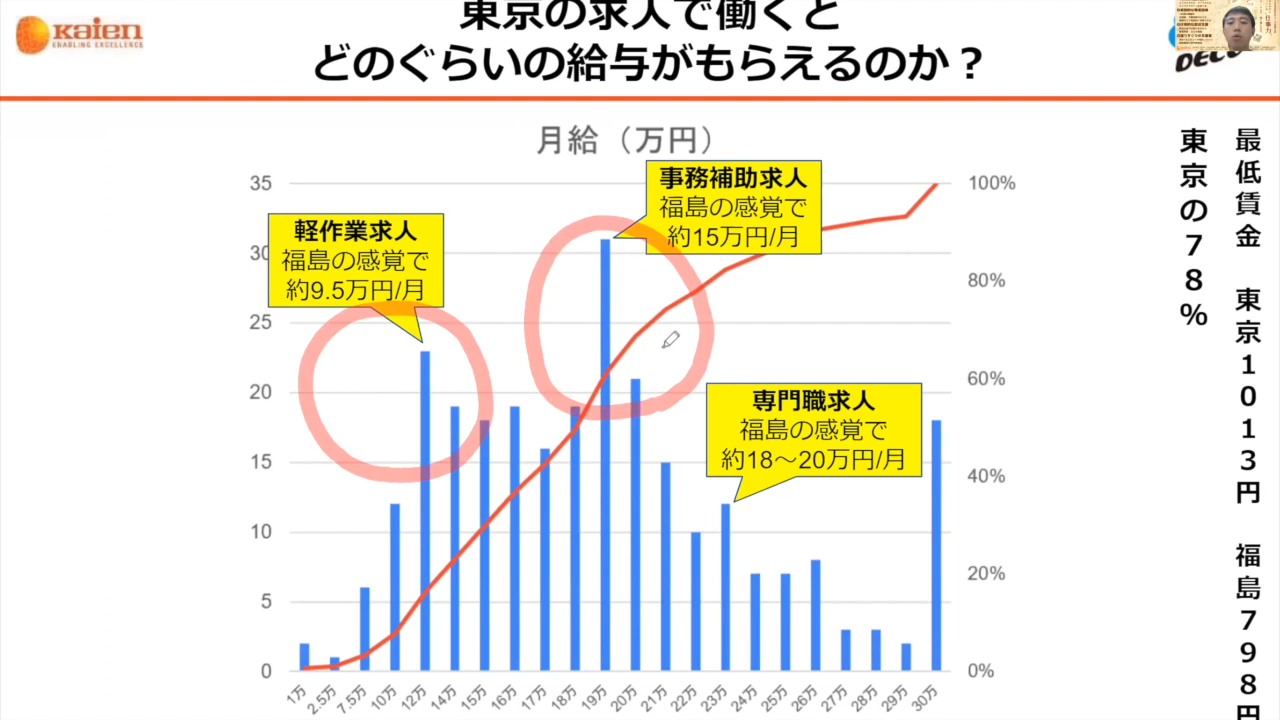 Kaien
ENABLING EXCELLENCE
東京の求人で働くと
どのぐらいの給与がもらえるのか？
DEC
仕事力
月給（万円）
最低賃金 東京1013円 福島798円
東京の78%
事務補助求人
福島の感覚で
約15万円/月
軽作業求人
福島の感覚で
約9.5万円/月
専門職求人
福島の感覚で
約18〜20万円/月
35
30
25
20
15
10
5
0
100%
80%
60%
40%
20%
0%
1万 2.5万 7.5万 10万 12万 14万 15万 16万 17万 18万 19万 20万 21万 22万 23万 24万 25万 26万 27万 28万 29万 30万